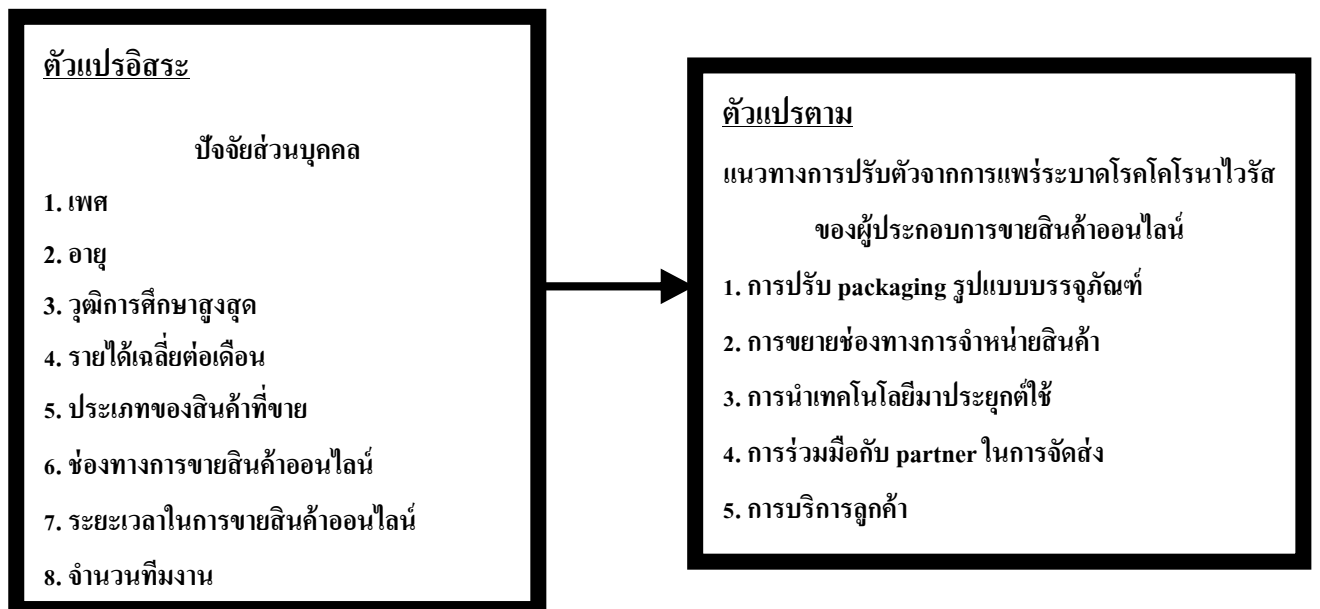 ตัวแปรอิสระ
ปัจจัยส่วนบุคคล
1. เพศ
2. อายุ
3. วุฒิการศึกษาสูงสุด
4. รายได้เฉลี่ยต่อเดือน
5. ประเภทของสินค้าที่ขาย
6. ช่องทางการขายสินค้าออนไลน์
7. ระยะเวลาในการขายสินค้าออนไลน์
8. จำนวนทีมงาน
ตัวแปรตาม
แนวทางการปรับตัวจากการแพร่ระบาดโรคโคโรนาไวรัส
ของผู้ประกอบการขายสินค้าออนไลน์
1. การปรับ packaging รูปแบบบรรจุภัณฑ์
2. การขยายช่องทางการจำหน่ายสินค้า
3. การนำเทคโนโลยีมาประยุกต์ใช้
4. การร่วมมือกับ partner ในการจัดส่ง
5. การบริการลูกค้า